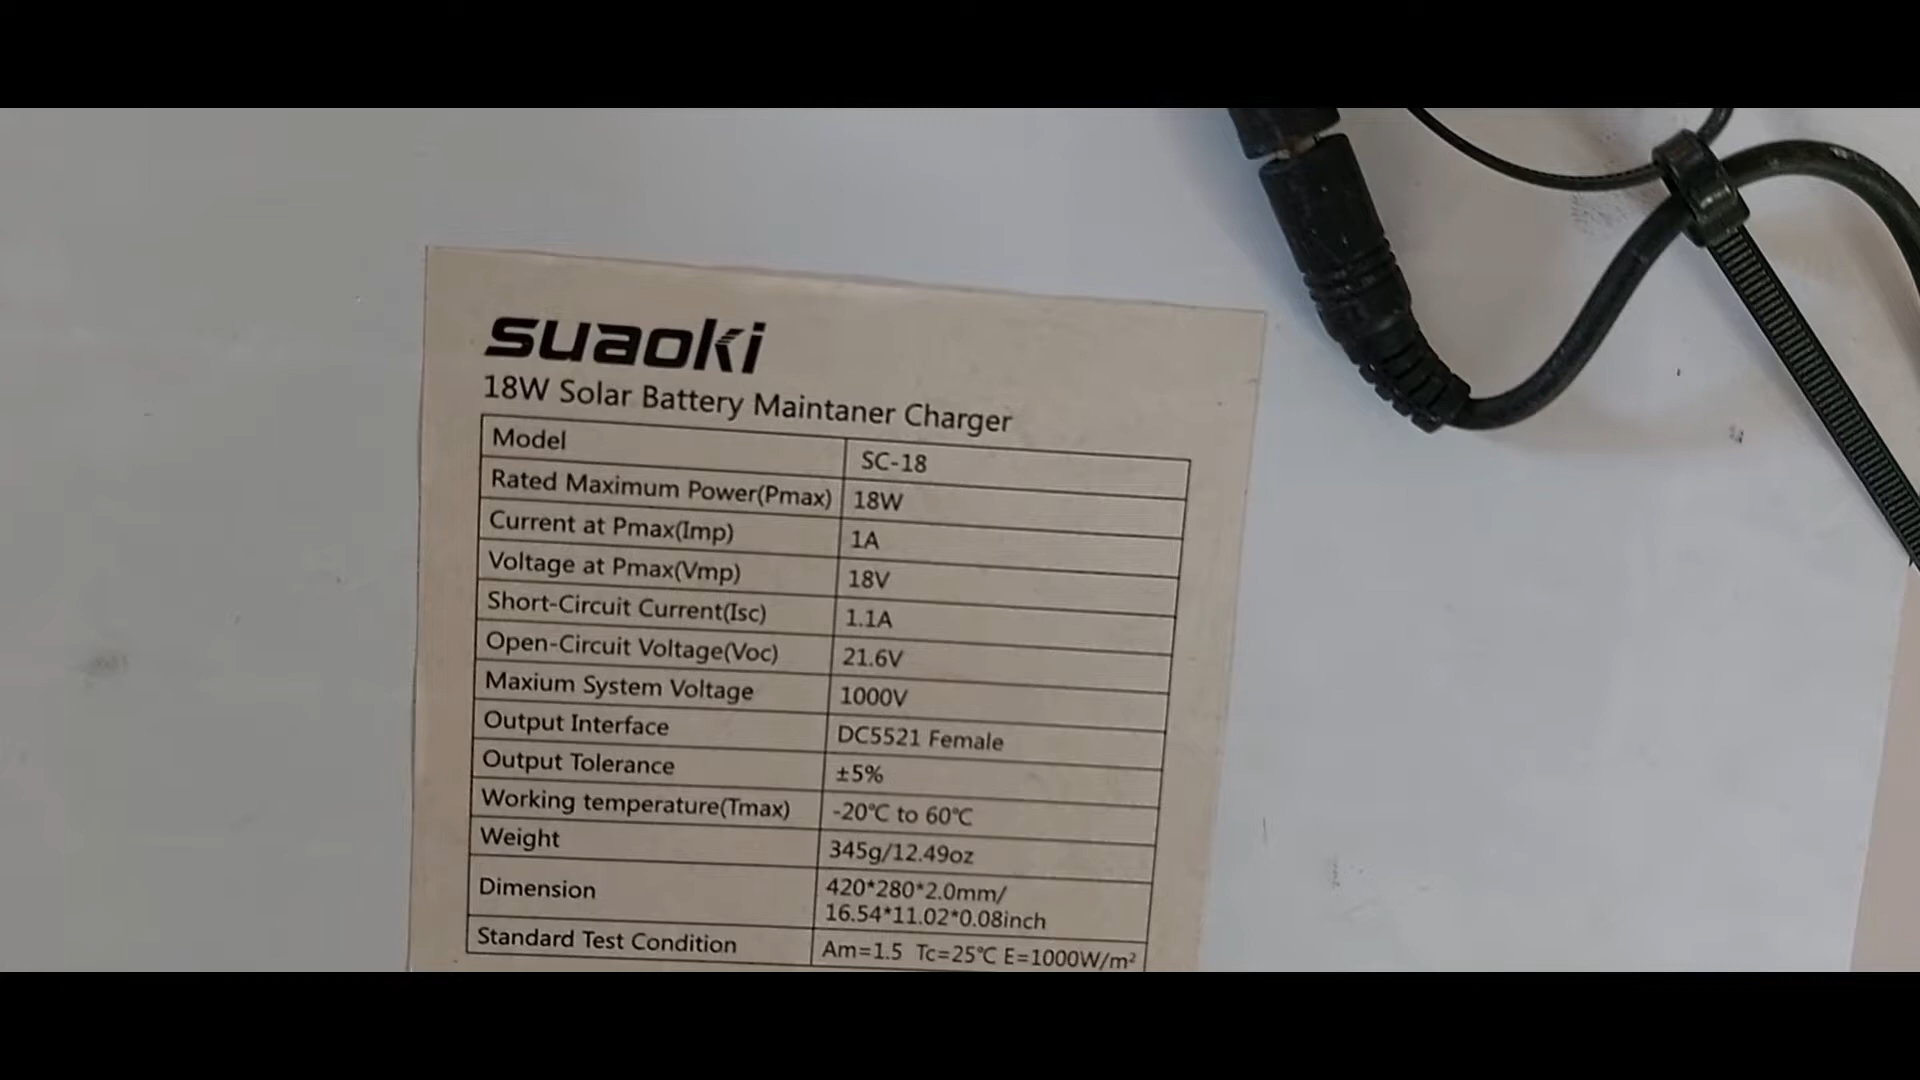 suaoki
18W Solar Battery Maintaner Charger
Model SC-18
Rated Maximum Power(Pmax) 18W
Current at Pmax(Imp) 1A
Voltage at Pmax(Vmp) 18V
Short-Circuit Current(Isc) 1.1A
Open-Circuit Voltage(Voc) 21.6V
Maxium System Voltage 1000V
Output Interface DC5521 Female
Output Tolerance ±5%
Working temperature(Tmax) -20℃ to 60℃
Weight 345g/12.49oz
Dimension 420*280*2.0mm/
16.54*11.02*0.08inch
Standard Test Condition Am=1.5 Tc=25℃ E=1000W/m²